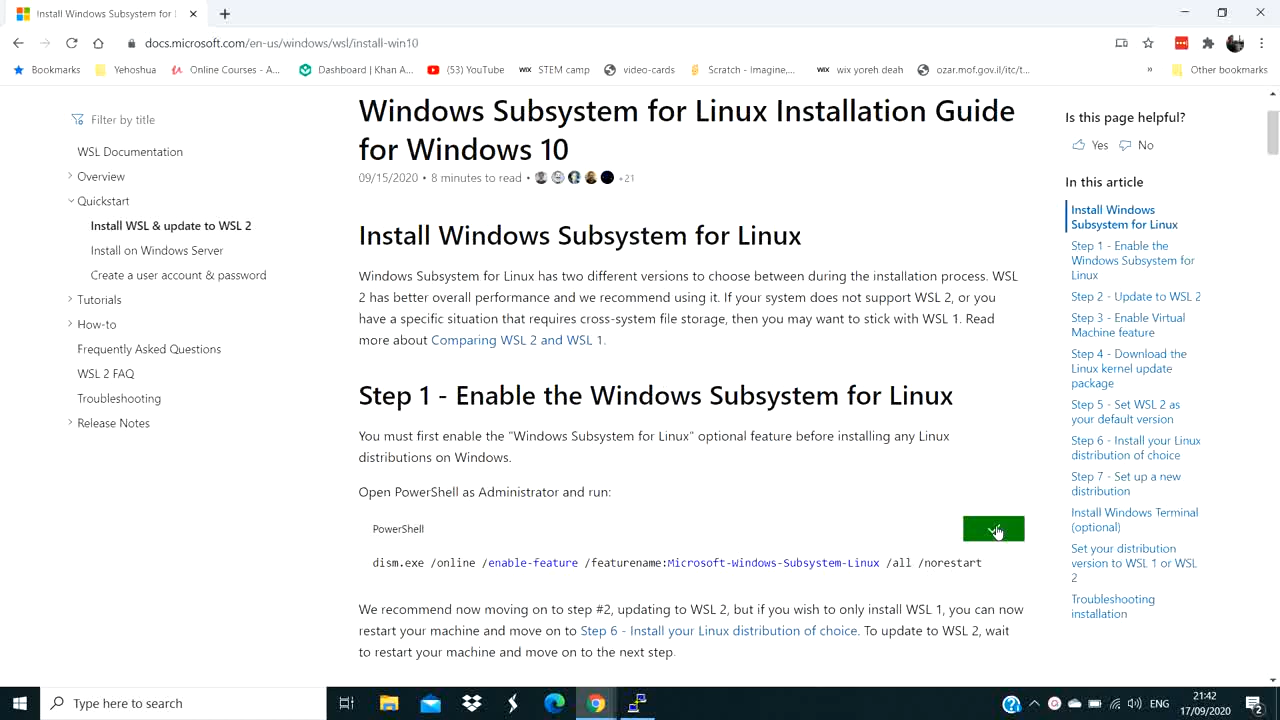 Install Windows Subsystem for
docs.microsoft.com/en-us/windows/wsl/install-win10
Bookmarks
Yehoshua
Online Courses - A...
Dashboard | Khan A...
(53) YouTube
WiX STEM camp
video-cards
Scratch - Imagine,...
WiX wix yoreh deah
ozar.mof.gov.il/itc/t...
»
Other bookmarks
Filter by title
WSL Documentation
Overview
Quickstart
Install WSL & update to WSL 2
Install on Windows Server
Create a user account & password
Tutorials
How-to
Frequently Asked Questions
WSL 2 FAQ
Troubleshooting
Release Notes
Windows Subsystem for Linux Installation Guide
for Windows 10
09/15/2020 • 8 minutes to read • +21
Install Windows Subsystem for Linux
Windows Subsystem for Linux has two different versions to choose between during the installation process. WSL
2 has better overall performance and we recommend using it. If your system does not support WSL 2, or you
have a specific situation that requires cross-system file storage, then you may want to stick with WSL 1. Read
more about Comparing WSL 2 and WSL 1.
Step 1 - Enable the Windows Subsystem for Linux
You must first enable the "Windows Subsystem for Linux" optional feature before installing any Linux
distributions on Windows.
Open PowerShell as Administrator and run:
PowerShell
dism.exe /online /enable-feature /featurename:Microsoft-Windows-Subsystem-Linux /all /norestart
We recommend now moving on to step #2, updating to WSL 2, but if you wish to only install WSL 1, you can now
restart your machine and move on to Step 6 - Install your Linux distribution of choice. To update to WSL 2, wait
to restart your machine and move on to the next step.
Is this page helpful?
Yes No
In this article
Install Windows
Subsystem for Linux
Step 1 - Enable the
Windows Subsystem for
Linux
Step 2 - Update to WSL 2
Step 3 - Enable Virtual
Machine feature
Step 4 - Download the
Linux kernel update
package
Step 5 - Set WSL 2 as
your default version
Step 6 - Install your Linux
distribution of choice
Step 7 - Set up a new
distribution
Install Windows Terminal
(optional)
Set your distribution
version to WSL 1 or WSL
2
Troubleshooting
installation
Type here to search
ENG
21:42
17/09/2020
2